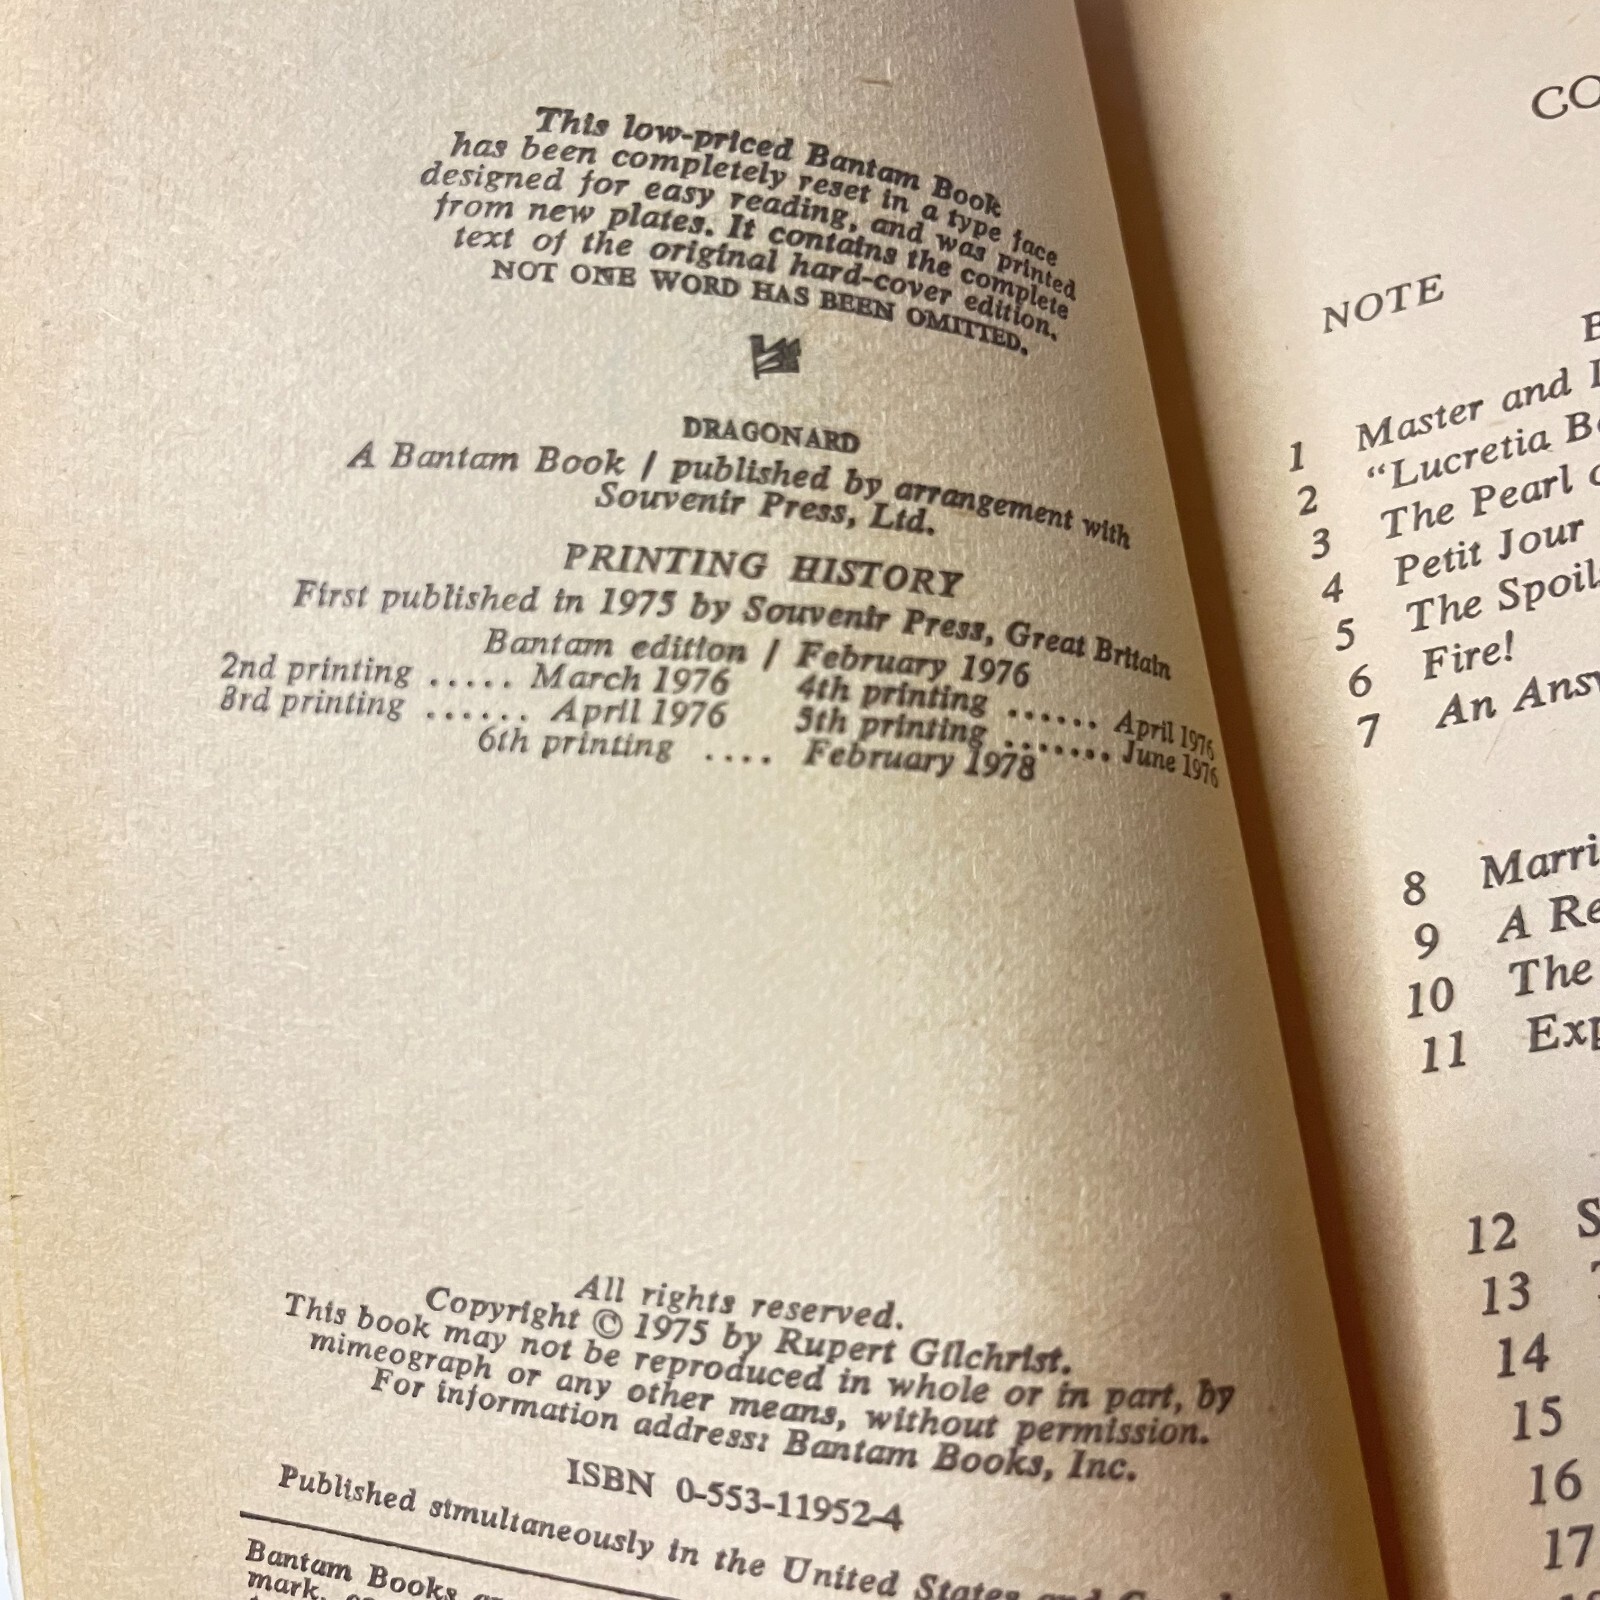 This low-priced Bantam Book
has been completely reset in a type face
designed for easy reading, and was printed
from new plates. It contains the complete
text of the original hard-cover edition.
NOT ONE WORD HAS BEEN OMITTED.
DRAGONARD
A Bantam Book / published by arrangement with
Souvenir Press, Ltd.
PRINTING HISTORY
First published in 1975 by Souvenir Press, Great Britain
Bantam edition / February 1976
2nd printing ..... March 1976 4th printing ...... April 1976
3rd printing ...... April 1976 5th printing ....... June 1976
6th printing .... February 1978
All rights reserved.
Copyright © 1975 by Rupert Gilchrist.
This book may not be reproduced in whole or in part, by
mimeograph or any other means, without permission.
For information address: Bantam Books, Inc.
ISBN 0-553-11952-4
Published simultaneously in the United States and
Bantam Books
mark,
CO
NOTE
1 Master and
2 "Lucretia
3 The Pearl
4 Petit Jour
5 The Spoils
6 Fire!
7 An
8 Marri
9 A Re
10 The
11 Exp
12 S
13
14
15
16
17